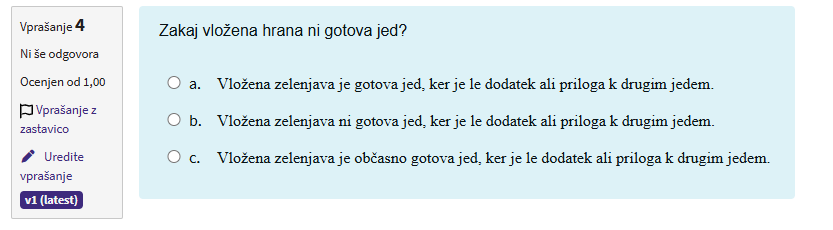 Vprašanje 4
Ni še odgovora
Ocenjen od 1,00
Vprašanje z
zastavico
Uredite
vprašanje
v1 (latest)
Zakaj vložena hrana ni gotova jed?
a. Vložena zelenjava je gotova jed, ker je le dodatek ali priloga k drugim jedem.
b. Vložena zelenjava ni gotova jed, ker je le dodatek ali priloga k drugim jedem.
c. Vložena zelenjava je občasno gotova jed, ker je le dodatek ali priloga k drugim jedem.